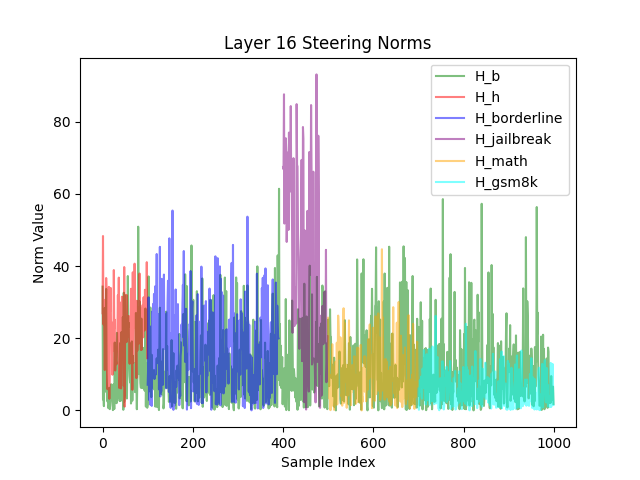 Layer 16 Steering Norms
H_b
H_h
H_borderline
H_jailbreak
H_math
H_gsm8k
Norm Value
80
60
40
20
0
0 200 400 600 800 1000
Sample Index